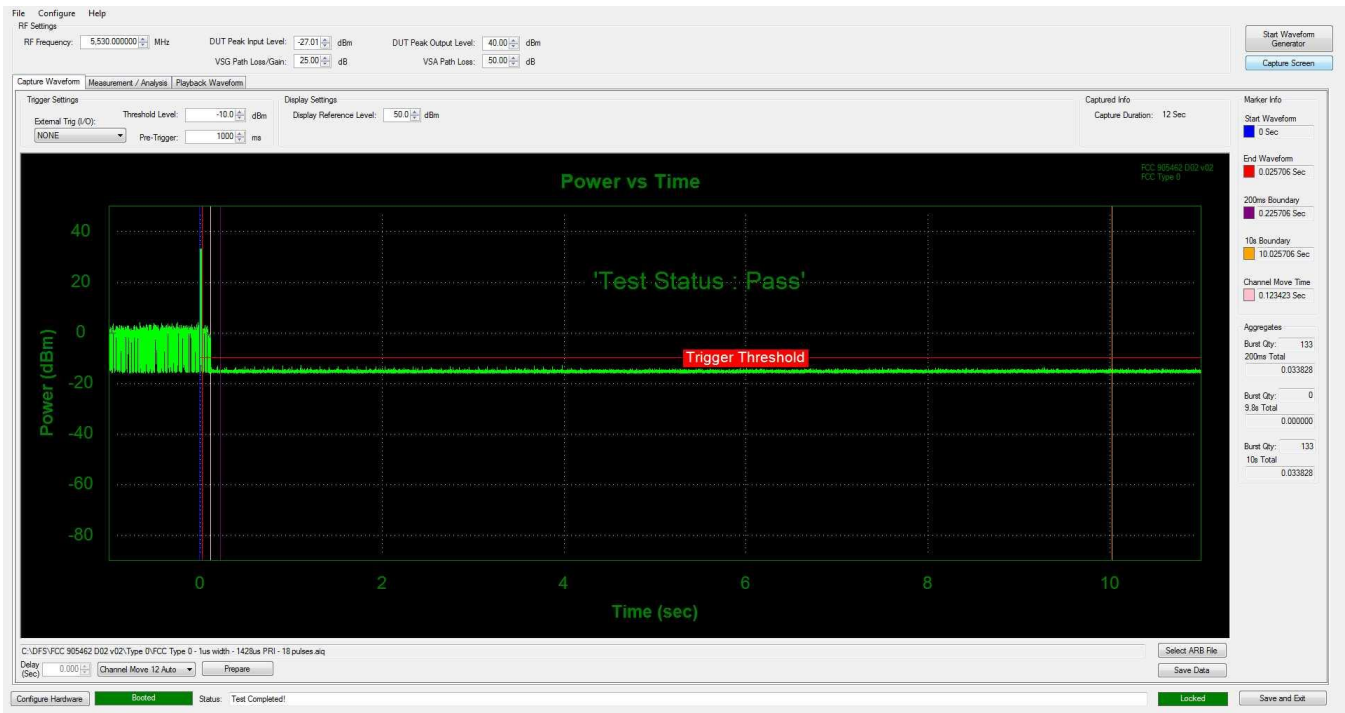 File Configure Help
RF Settings
RF Frequency: 5,530.000000 MHz DUT Peak Input Level: -27.01 dBm DUT Peak Output Level: 40.00 dBm
VSG Path Loss/Gain: 25.00 dB VSA Path Loss: 50.00 dB
Start Waveform
Generator
Capture Screen
Capture Waveform Measurement / Analysis Playback Waveform
Trigger Settings
External Trig (I/O):
NONE
Threshold Level: -10.0 dBm
Pre-Trigger: 1000 ms
Display Settings
Display Reference Level: 50.0 dBm
Captured Info
Capture Duration: 12 Sec
Marker Info
Start Waveform
0 Sec
End Waveform
0.025706 Sec
200ms Boundary
0.225706 Sec
10s Boundary
10.025706 Sec
Channel Move Time
0.123423 Sec
Aggregates
Burst Qty: 133
200ms Total
0.033828
Burst Qty: 0
9.8s Total
0.000000
Burst Qty: 133
10s Total
0.033828
Power vs Time
FCC 905462 D02 v02
FCC Type 0
'Test Status : Pass'
Trigger Threshold
Power (dBm)
40
20
0
-20
-40
-60
-80
0 2 4 6 8 10
Time (sec)
C:\DFS\FCC 905462 D02 v02\Type 0\FCC Type 0 - 1us width - 1428us PRI - 18 pulses.aiq
Select ARB File
Delay
(Sec)
0.000
Channel Move 12 Auto
Prepare
Save Data
Configure Hardware Booted Status: Test Completed! Locked Save and Exit